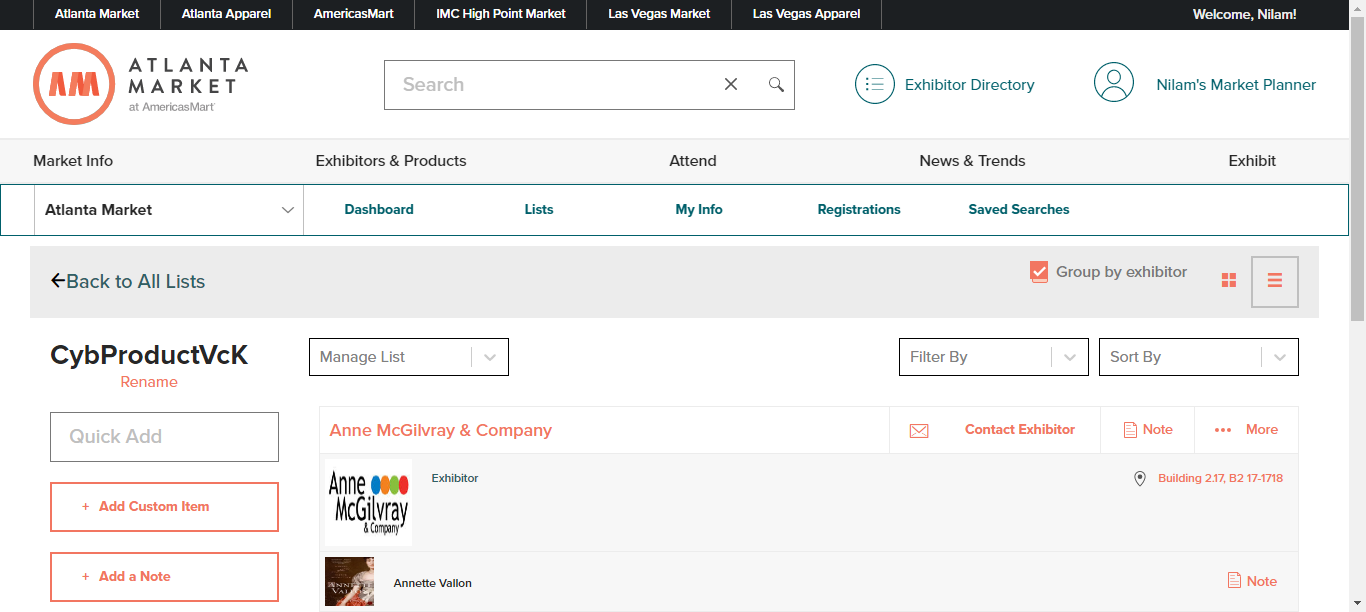 Atlanta Market Atlanta Apparel AmericasMart IMC High Point Market Las Vegas Market Las Vegas Apparel Welcome, Nilam!
ATLANTA
MARKET
at AmericasMart
AM
Search
Exhibitor Directory
Nilam's Market Planner
Market Info Exhibitors & Products Attend News & Trends Exhibit
Atlanta Market Dashboard Lists My Info Registrations Saved Searches
Back to All Lists Group by exhibitor
CybProductVcK
Rename
Manage List Filter By Sort By
Quick Add
+ Add Custom Item
+ Add a Note
Anne McGilvray & Company Contact Exhibitor Note ••• More
Anne
McGilvray
& Company
Exhibitor Building 2.17, B2 17-1718
ANNETTE
Annette Vallon Note